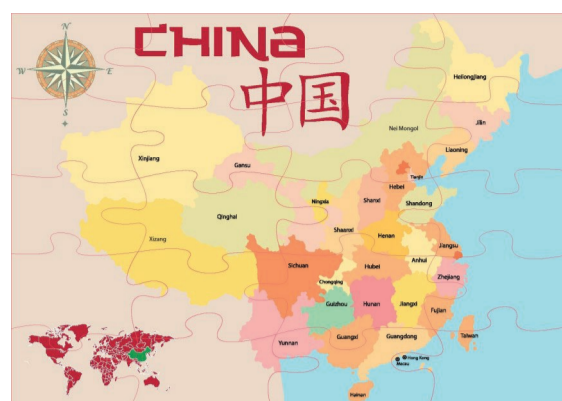 CHINa
中国
N
W
E
S
Heilongjiang
Jilin
Nei Mongol
Liaoning
Xinjiang
Gansu
Tianjin
Hebei
Ningxia
Shanxi
Shandong
Qinghai
Xizang
Shaanxi
Henan
Jiangsu
Sichuan
Hubei
Anhui
Chongqing
Zhejiang
Guizhou
Hunan
Jiangxi
Fujian
Yunnan
Guangxi
Guangdong
Taiwan
Hong Kong
Macau
Hainan